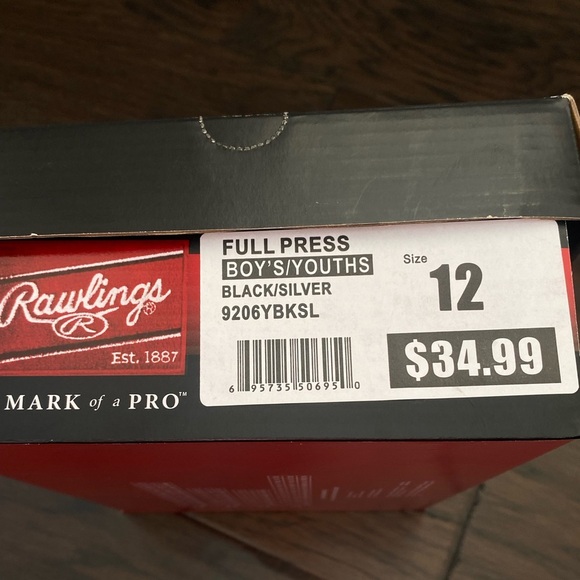 Rawlings®
R
Est. 1887
MARK of a PRO™
FULL PRESS
BOY'S/YOUTHS
BLACK/SILVER
9206YBKSL
6 95735 50695 0
Size
12
$34.99